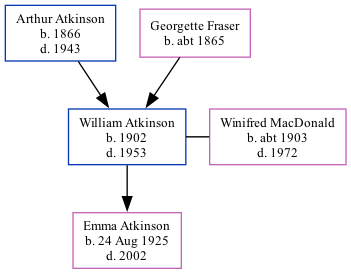 Arthur Atkinson
b. 1866
d. 1943
Georgette Fraser
b. abt 1865
William Atkinson
b. 1902
d. 1953
Winifred MacDonald
b. abt 1903
d. 1972
Emma Atkinson
b. 24 Aug 1925
d. 2002